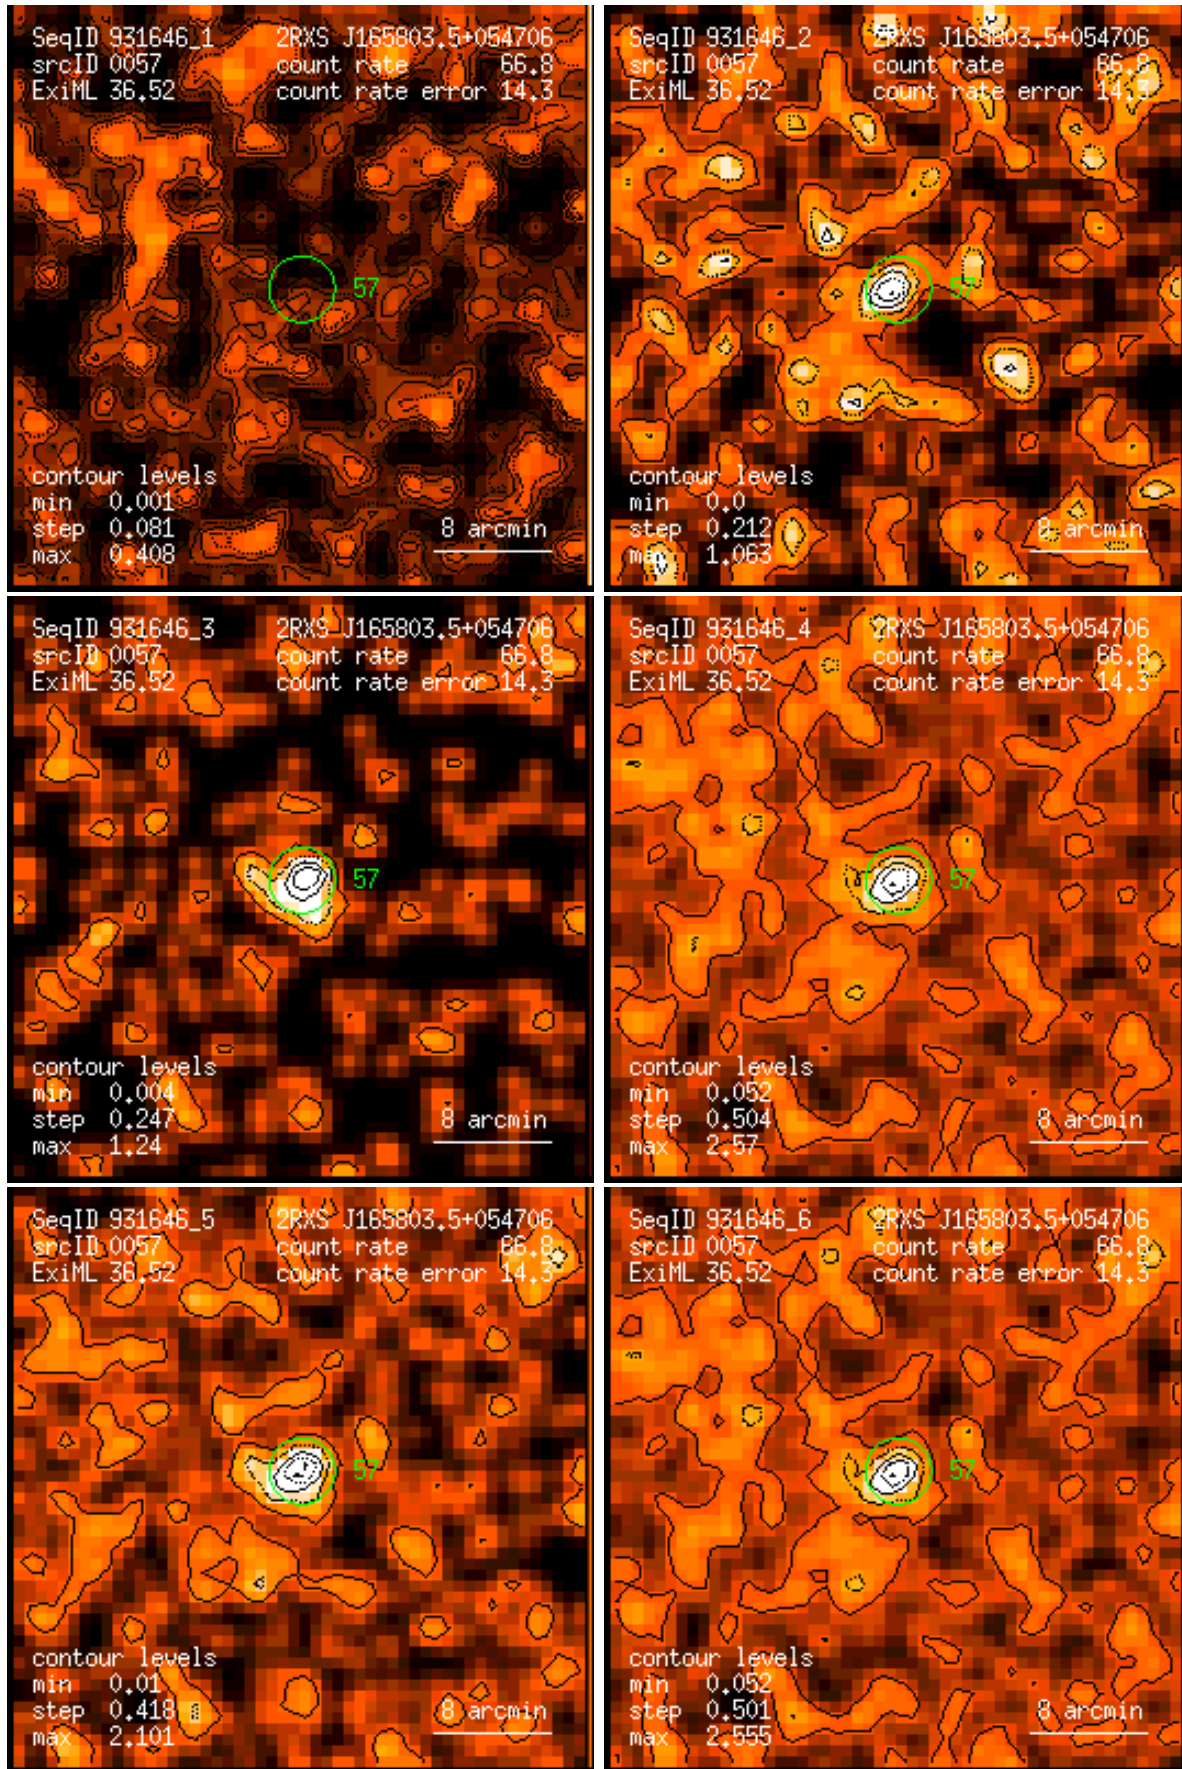 SeqID 931646_1 2RXS J165803.5+054706
srcID 0057 count rate 66.8
ExiML 36.52 count rate error 14.3
57
contour levels
min 0.001
step 0.081 8 arcmin
max 0.408
SeqID 931646_2 2RXS J165803.5+054706
srcID 0057 count rate 66.8
ExiML 36.52 count rate error 14.3
57
contour levels
min 0.0
step 0.212 8 arcmin
max 1.063
SeqID 931646_3 2RXS J165803.5+054706
srcID 0057 count rate 66.8
ExiML 36.52 count rate error 14.3
57
contour levels
min 0.004
step 0.247 8 arcmin
max 1.24
SeqID 931646_4 2RXS J165803.5+054706
srcID 0057 count rate 66.8
ExiML 36.52 count rate error 14.3
57
contour levels
min 0.052
step 0.504 8 arcmin
max 2.57
SeqID 931646_5 2RXS J165803.5+054706
srcID 0057 count rate 66.8
ExiML 36.52 count rate error 14.3
57
contour levels
min 0.01
step 0.418 8 arcmin
max 2.101
SeqID 931646_6 2RXS J165803.5+054706
srcID 0057 count rate 66.8
ExiML 36.52 count rate error 14.3
57
contour levels
min 0.052
step 0.501 8 arcmin
max 2.555